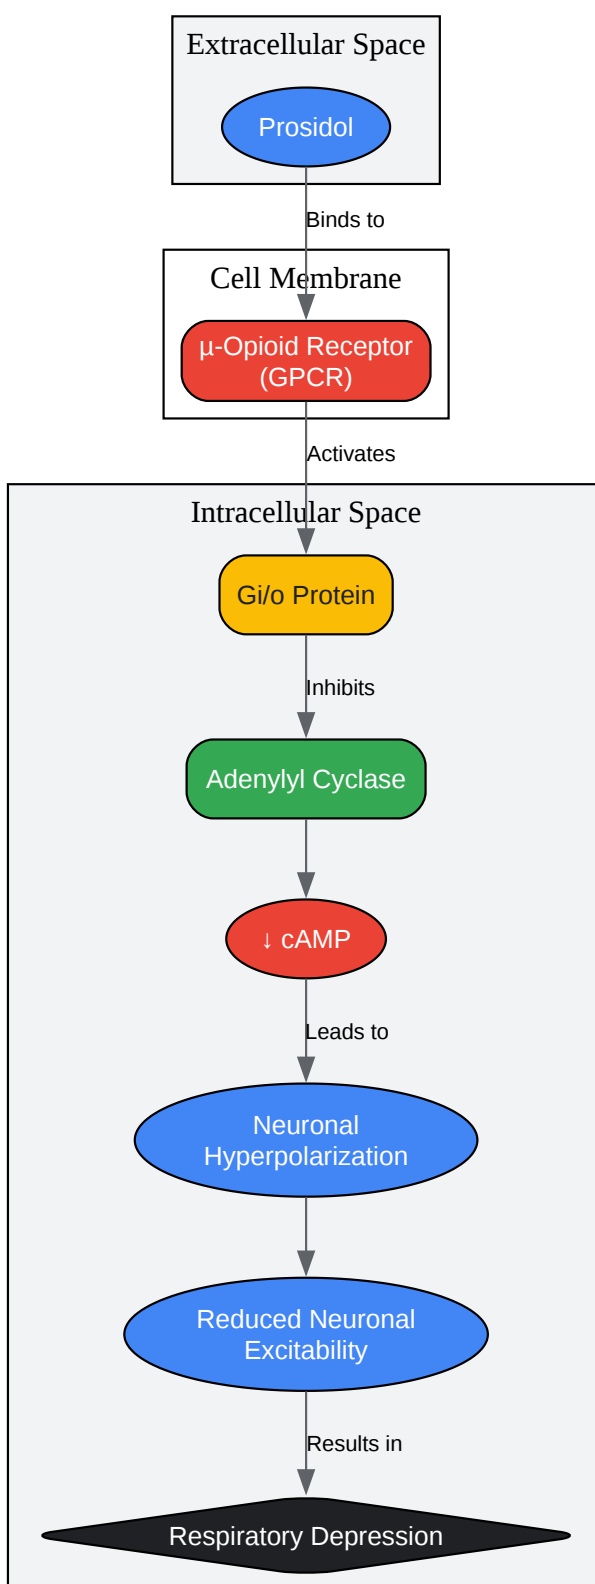 Extracellular Space
Prosidol
Binds to
Cell Membrane
µ-Opioid Receptor
(GPCR)
Activates
Intracellular Space
Gi/o Protein
Inhibits
Adenylyl Cyclase
↓ cAMP
Leads to
Neuronal
Hyperpolarization
Reduced Neuronal
Excitability
Results in
Respiratory Depression